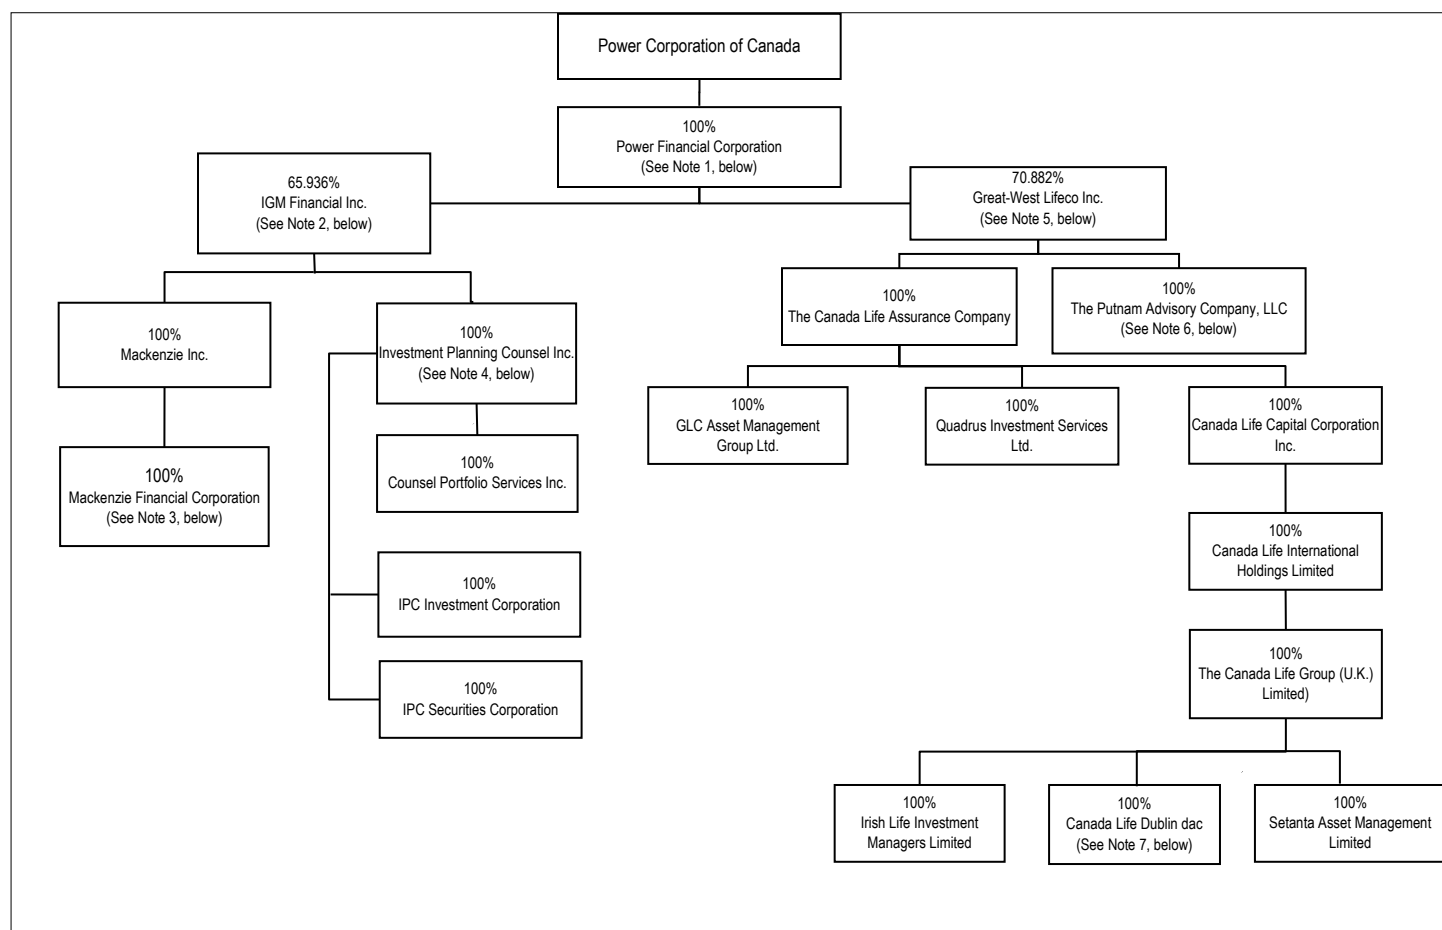 Power Corporation of Canada
100%
Power Financial Corporation
(See Note 1, below)
65.936%
IGM Financial Inc.
(See Note 2, below)
70.882%
Great-West Lifeco Inc.
(See Note 5, below)
100%
Mackenzie Inc.
100%
Investment Planning Counsel Inc.
(See Note 4, below)
100%
The Canada Life Assurance Company
100%
The Putnam Advisory Company, LLC
(See Note 6, below)
100%
Mackenzie Financial Corporation
(See Note 3, below)
100%
Counsel Portfolio Services Inc.
100%
IPC Investment Corporation
100%
IPC Securities Corporation
100%
GLC Asset Management
Group Ltd.
100%
Quadrus Investment Services
Ltd.
100%
Canada Life Capital Corporation
Inc.
100%
Canada Life International
Holdings Limited
100%
The Canada Life Group (U.K.)
Limited)
100%
Irish Life Investment
Managers Limited
100%
Canada Life Dublin dac
(See Note 7, below)
100%
Setanta Asset Management
Limited